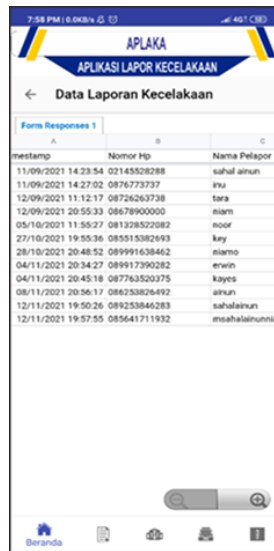 7:58 PM | 0.0KB/s
4G
APLAKA
APLIKASI LAPOR KECELAKAAN
← Data Laporan Kecelakaan
Form Responses 1
A B C
mestamp Nomor Hp Nama Pelapor
11/09/2021 14:23:54 02145528288 sahal ainun
11/09/2021 14:27:02 0876773737 inu
12/09/2021 11:12:17 08726263738 tara
12/09/2021 20:55:33 08678900000 niam
05/10/2021 11:55:27 081328522082 noor
27/10/2021 19:55:36 085515382693 key
28/10/2021 20:48:52 089991638462 niamo
04/11/2021 20:34:27 089917390282 erwin
04/11/2021 20:45:18 087763520375 kayes
08/11/2021 20:56:17 086253826492 ainun
12/11/2021 19:50:26 089253846283 sahalainun
12/11/2021 19:57:55 085641711932 msahalainunni
Beranda